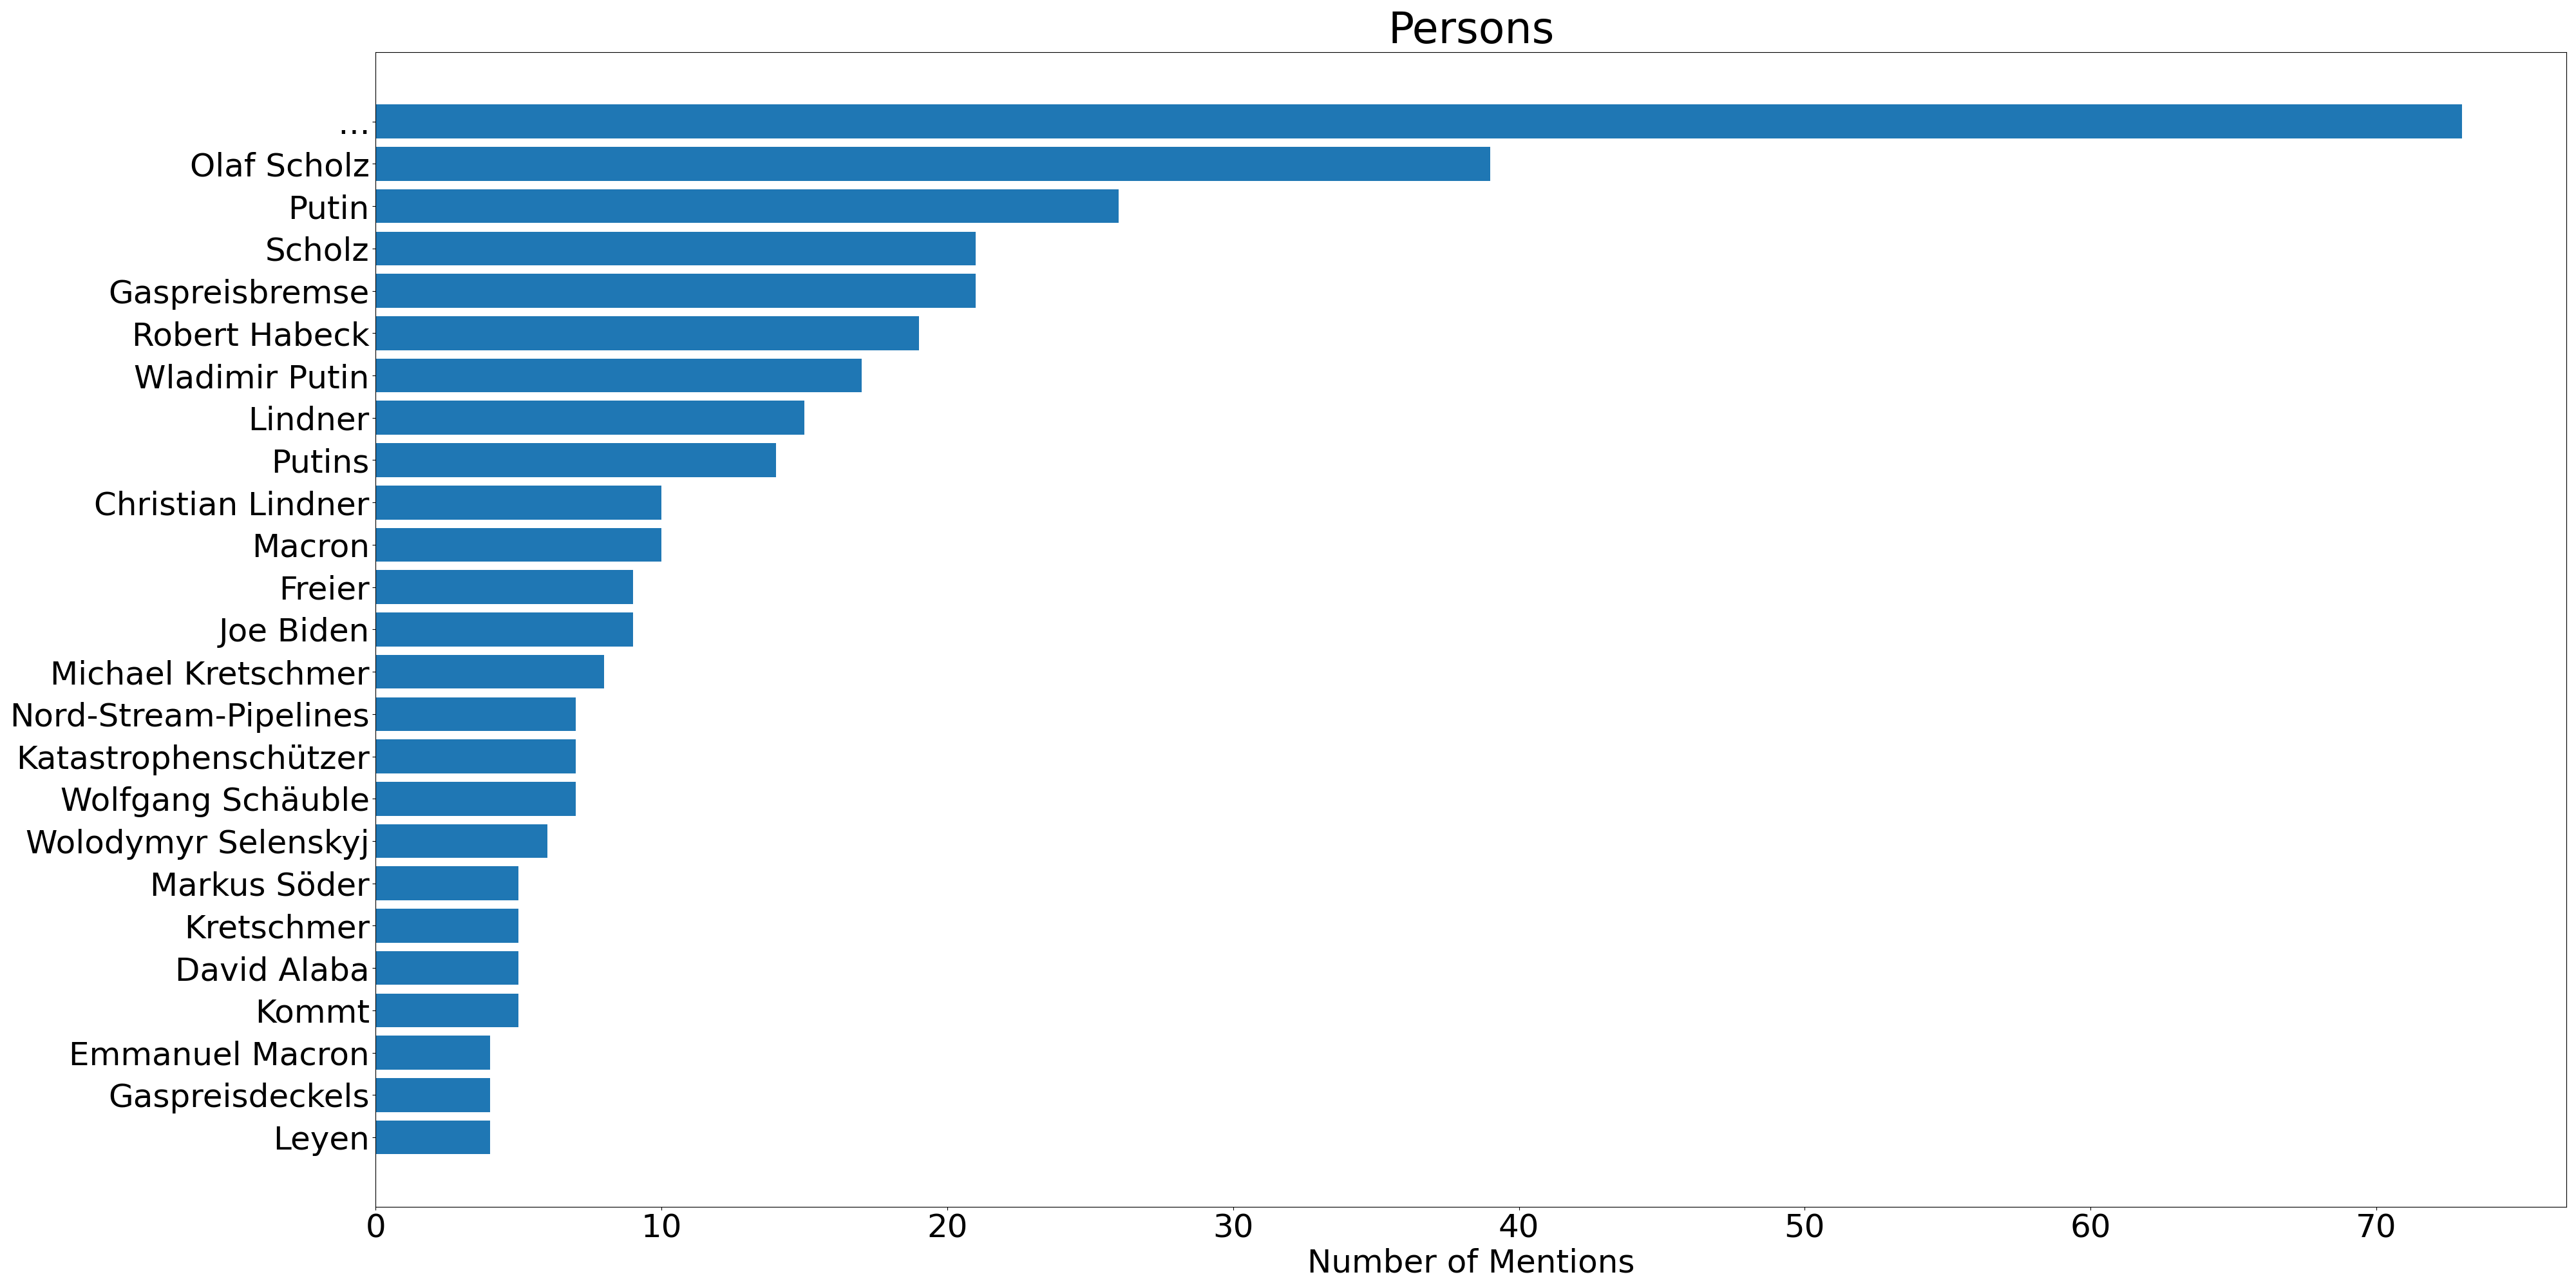 Persons
...
Olaf Scholz
Putin
Scholz
Gaspreisbremse
Robert Habeck
Wladimir Putin
Lindner
Putins
Christian Lindner
Macron
Freier
Joe Biden
Michael Kretschmer
Nord-Stream-Pipelines
Katastrophenschützer
Wolfgang Schäuble
Wolodymyr Selenskyj
Markus Söder
Kretschmer
David Alaba
Kommt
Emmanuel Macron
Gaspreisdeckels
Leyen
0 10 20 30 40 50 60 70
Number of Mentions